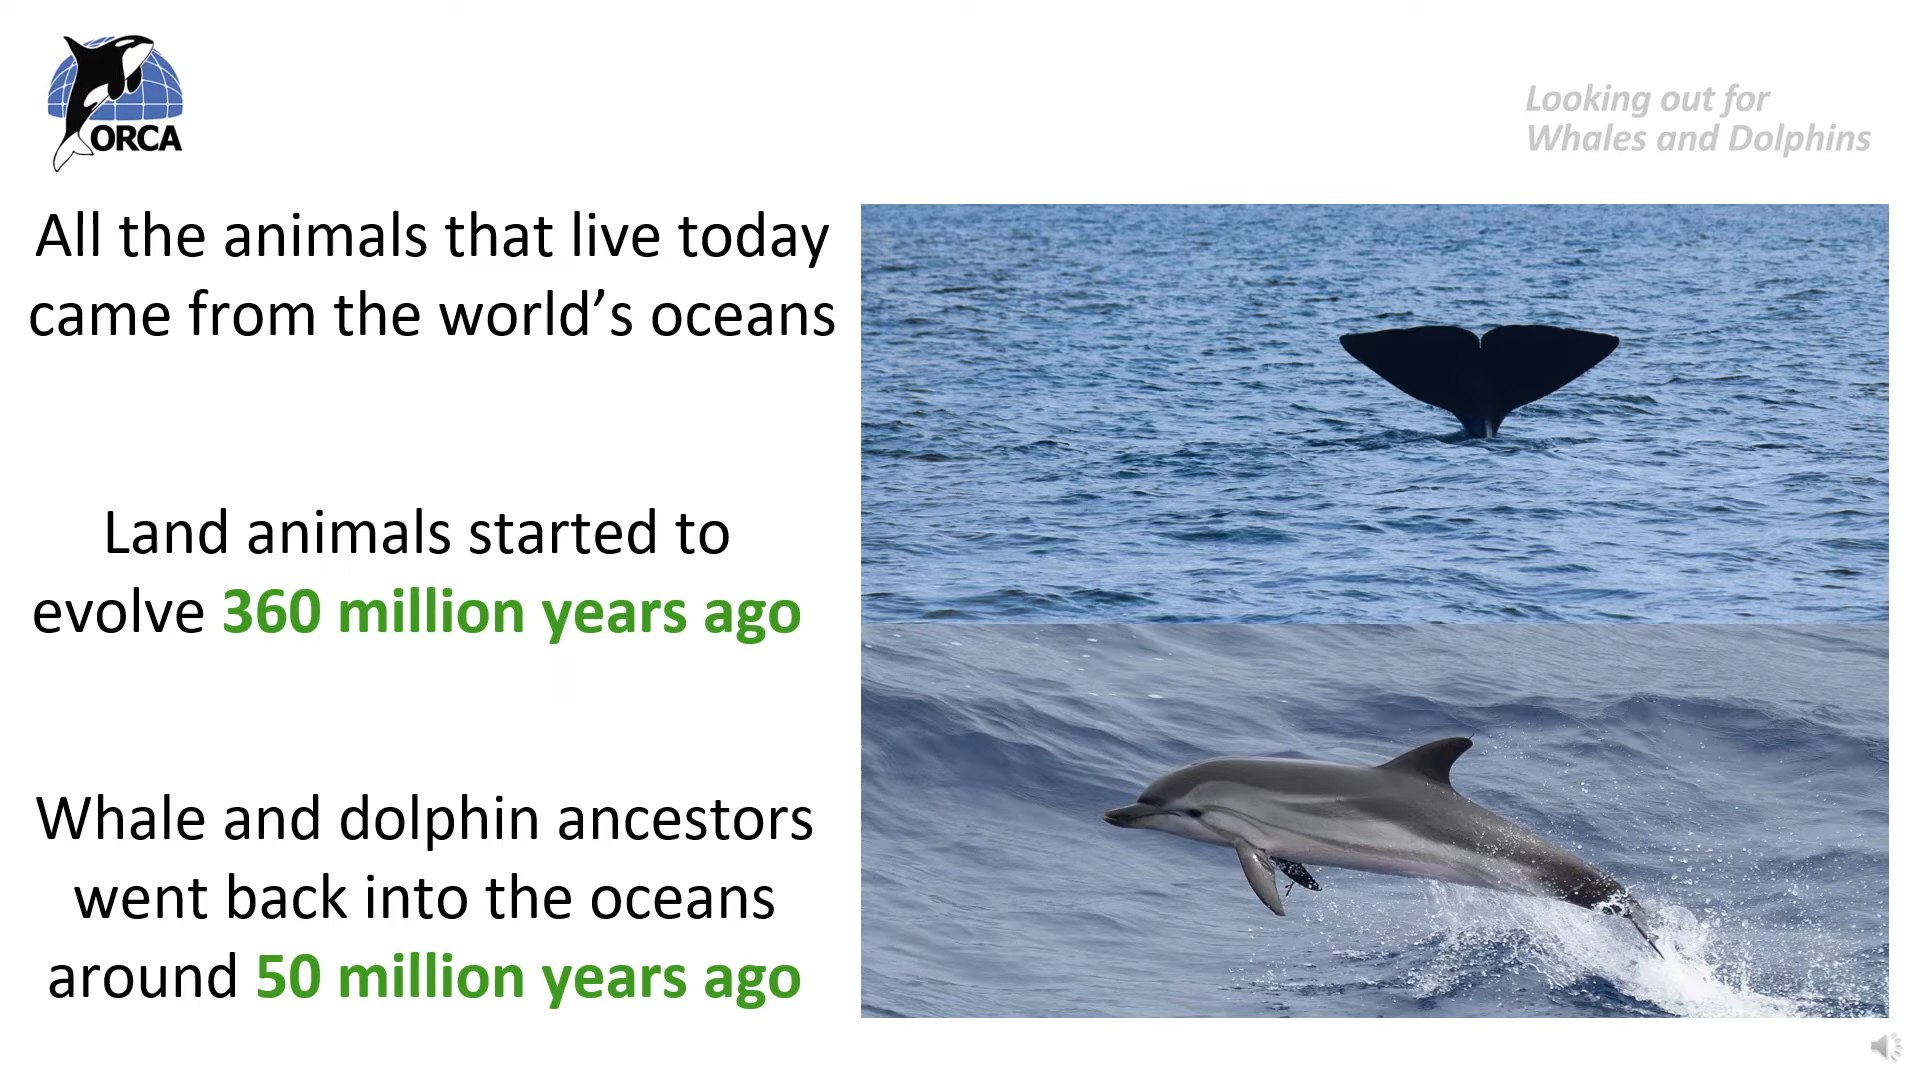 ORCA
Looking out for
Whales and Dolphins
All the animals that live today
came from the world’s oceans
Land animals started to
evolve 360 million years ago
Whale and dolphin ancestors
went back into the oceans
around 50 million years ago